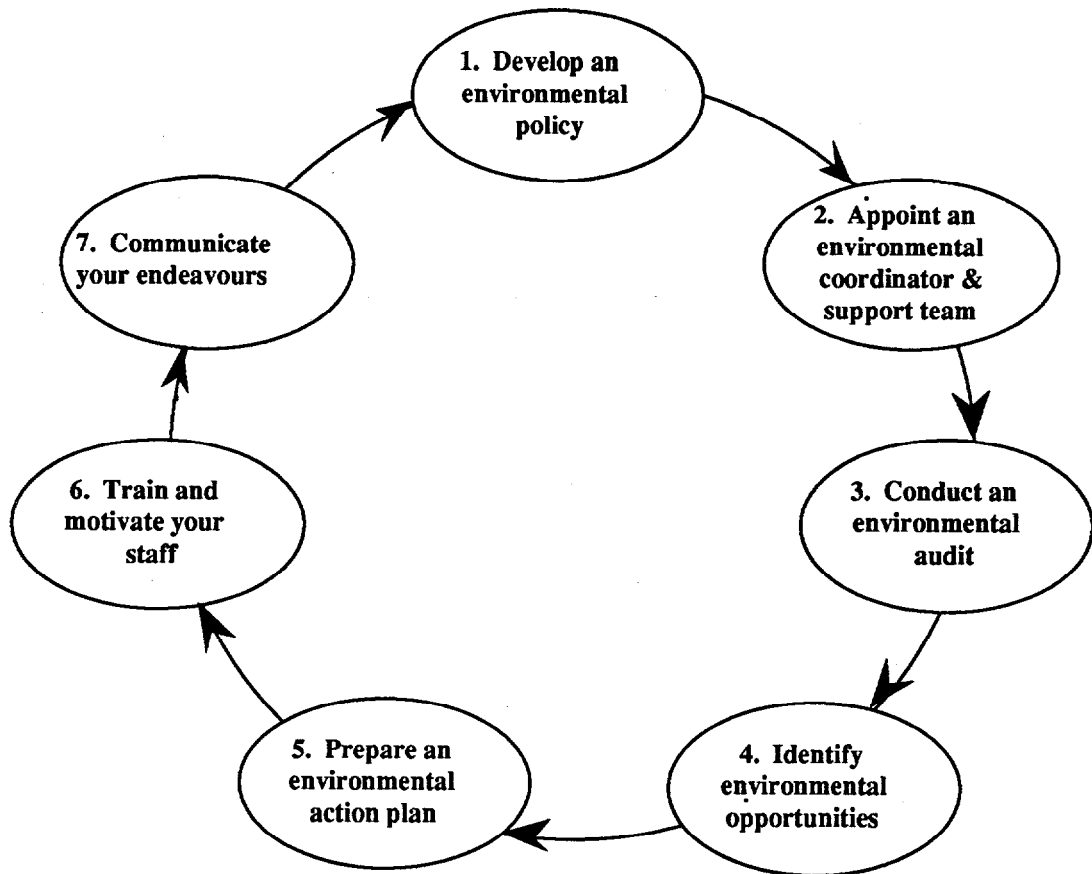 1. Develop an
environmental
policy
2. Appoint an
environmental
coordinator &
support team
3. Conduct an
environmental
audit
4. Identify
environmental
opportunities
5. Prepare an
environmental
action plan
6. Train and
motivate your
staff
7. Communicate
your endeavours